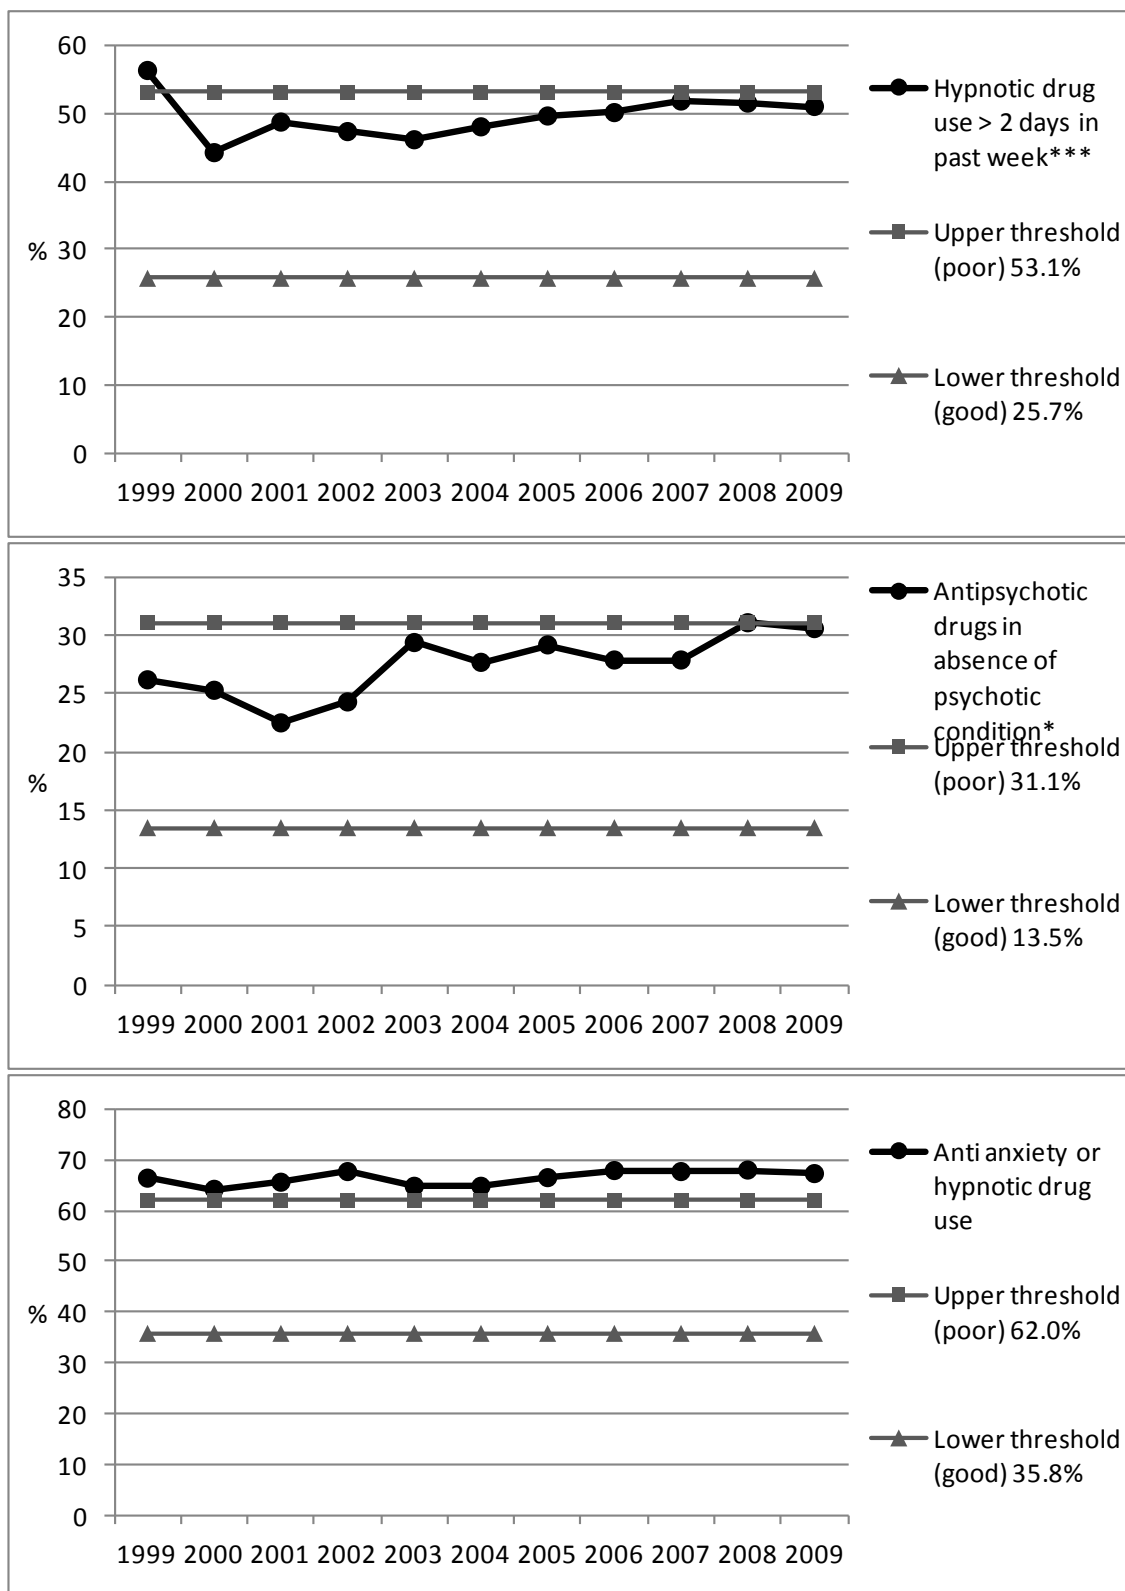 60
50
40
%
30
20
10
0
1999 2000 2001 2002 2003 2004 2005 2006 2007 2008 2009
Hypnotic drug
use > 2 days in
past week***
Upper threshold
(poor) 53.1%
Lower threshold
(good) 25.7%
35
30
25
20
%
15
10
5
0
1999 2000 2001 2002 2003 2004 2005 2006 2007 2008 2009
Antipsychotic
drugs in
absence of
psychotic
condition*
Upper threshold
(poor) 31.1%
Lower threshold
(good) 13.5%
80
70
60
50
%
40
30
20
10
0
1999 2000 2001 2002 2003 2004 2005 2006 2007 2008 2009
Anti anxiety or
hypnotic drug
use
Upper threshold
(poor) 62.0%
Lower threshold
(good) 35.8%